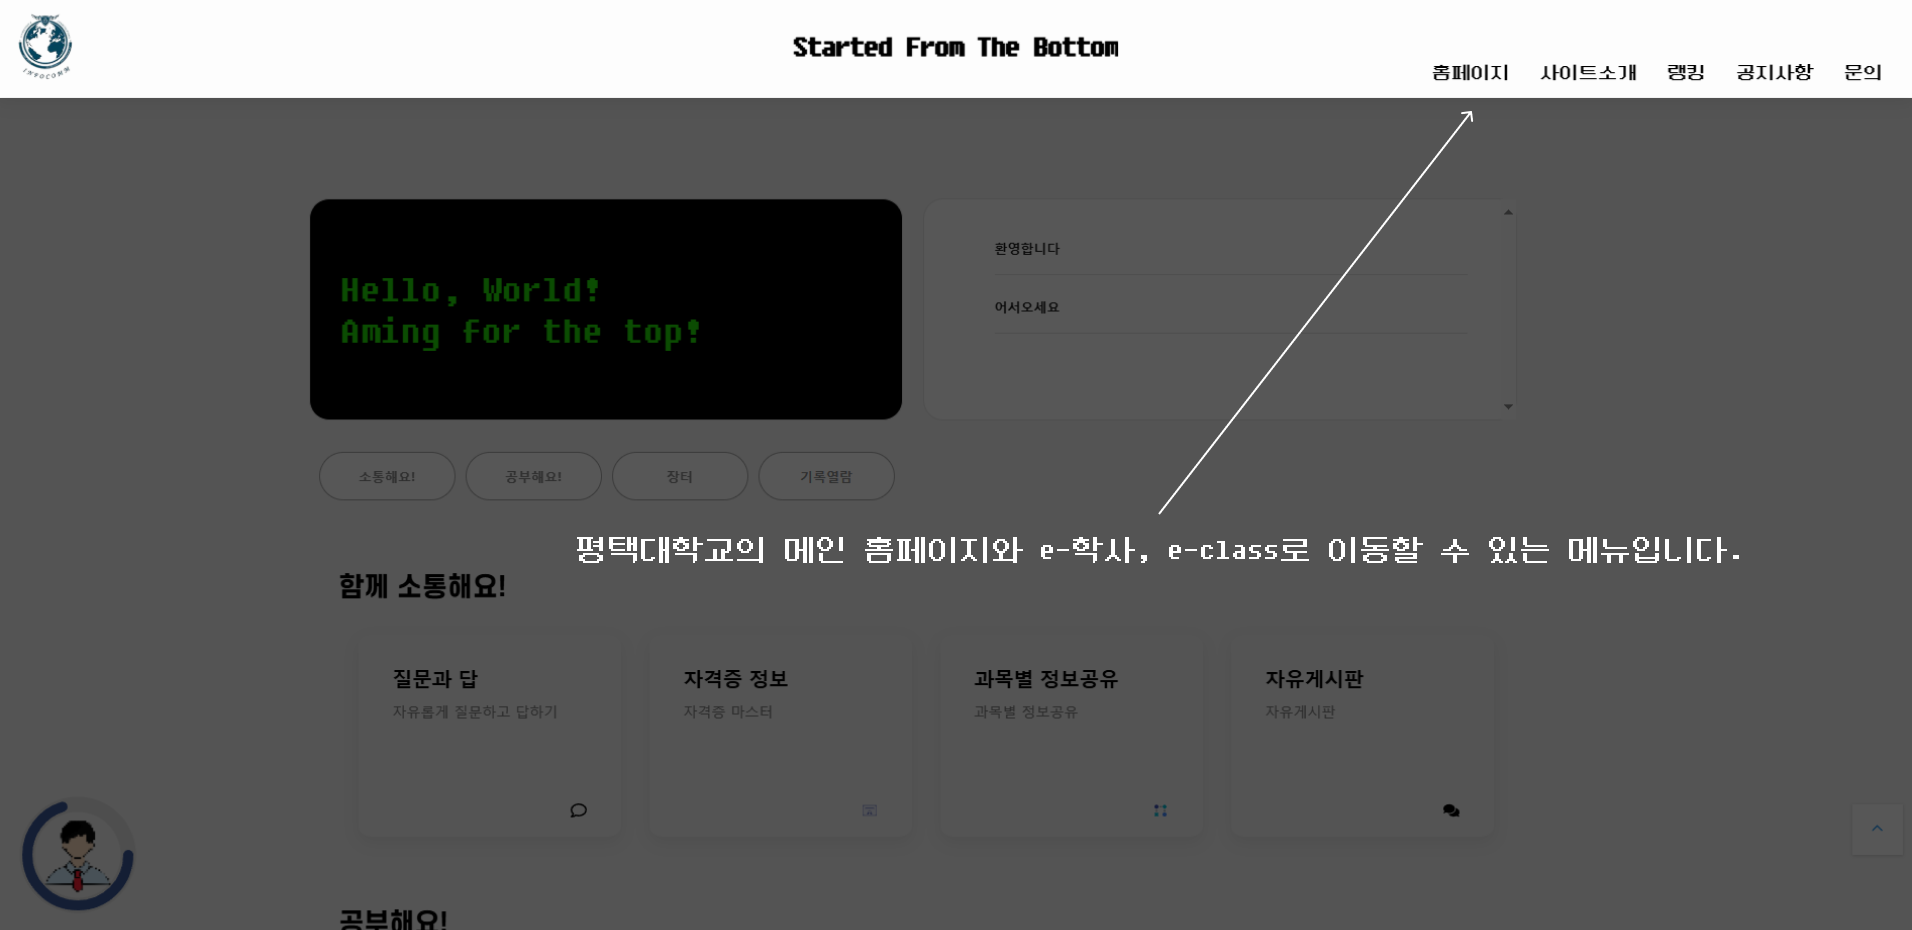 INFOCOMM
Started From The Bottom
홈페이지 사이트소개 랭킹 공지사항 문의
Hello, World!
Aming for the top!
환영합니다
어서오세요
소통해요! 공부해요! 장터 기록열람
평택대학교의 메인 홈페이지와 e-학사, e-class로 이동할 수 있는 메뉴입니다.
함께 소통해요!
질문과 답
자유롭게 질문하고 답하기
자격증 정보
자격증 마스터
과목별 정보공유
과목별 정보공유
자유게시판
자유게시판
공부해요!